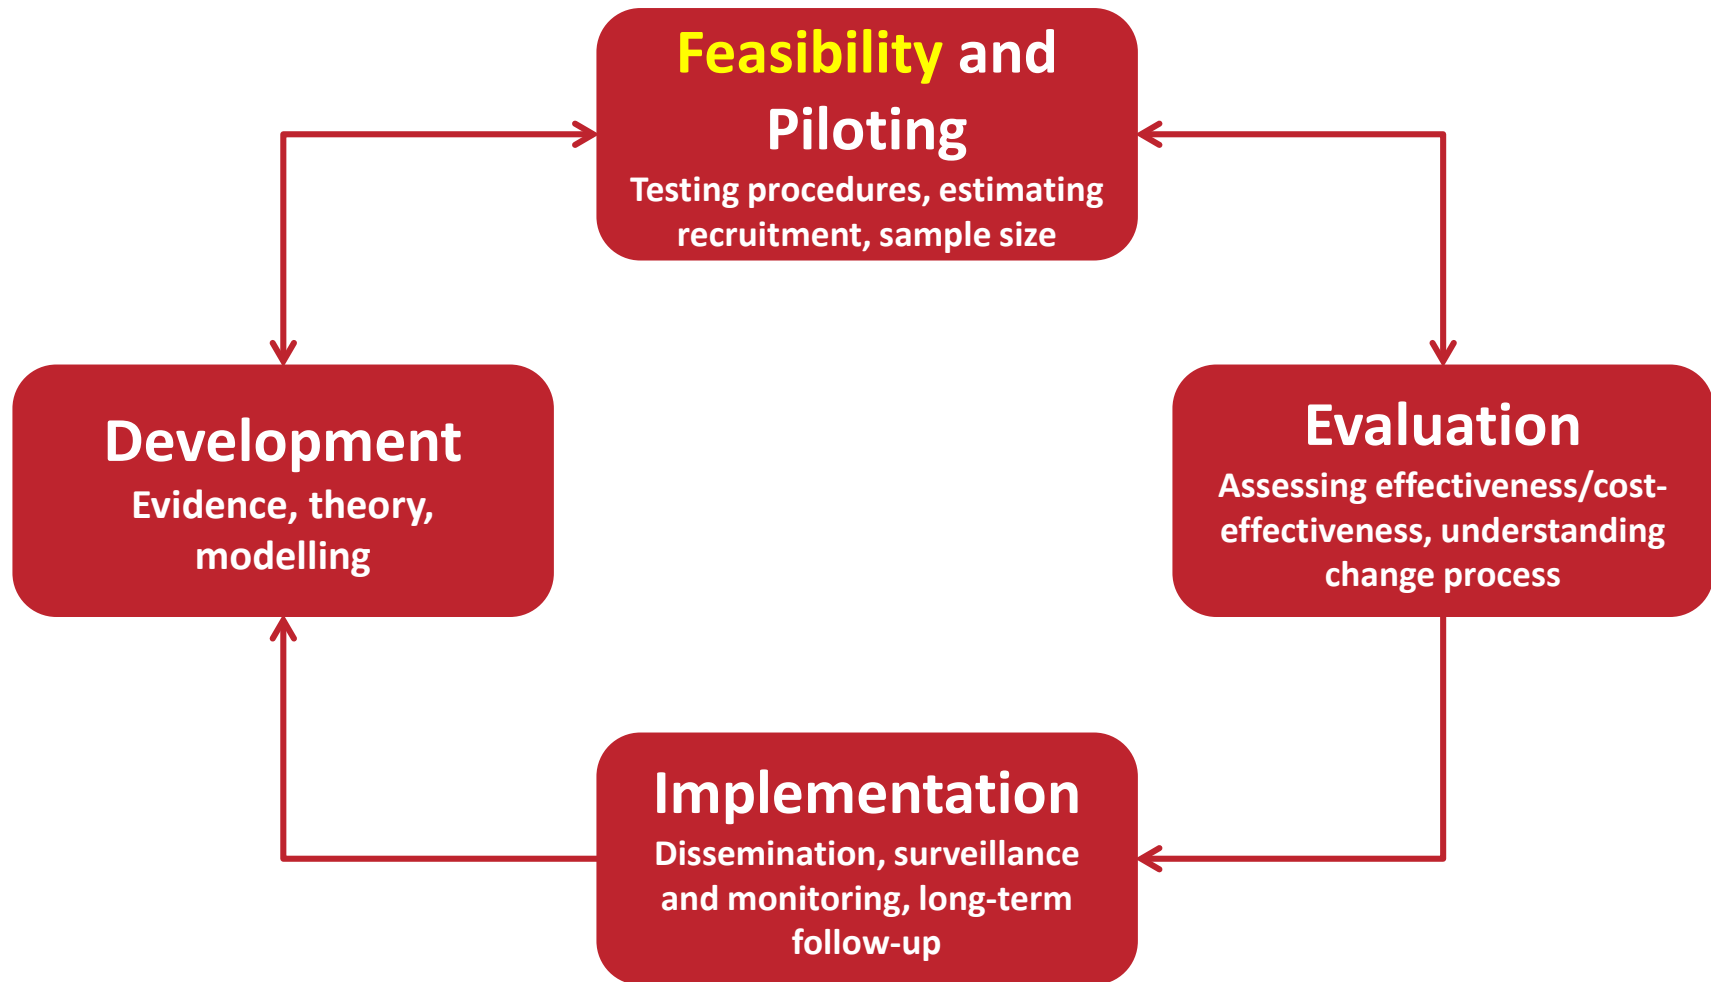 Feasibility and
Piloting
Testing procedures, estimating
recruitment, sample size
Development
Evidence, theory,
modelling
Evaluation
Assessing effectiveness/cost-
effectiveness, understanding
change process
Implementation
Dissemination, surveillance
and monitoring, long-term
follow-up